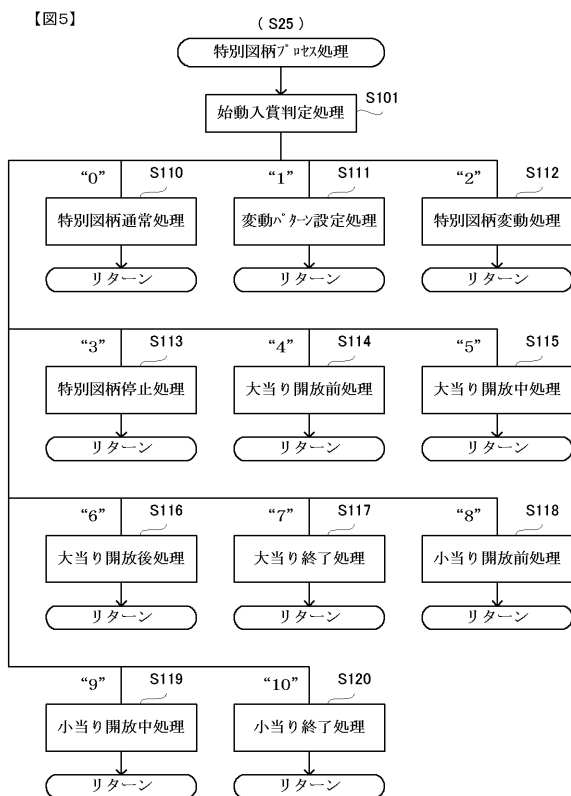 【図5】
(S25)
特別図柄プロセス処理
S101
始動入賞判定処理
“0” S110
“1” S111
“2” S112
特別図柄通常処理
変動パターン設定処理
特別図柄変動処理
リターン
リターン
リターン
“3” S113
“4” S114
“5” S115
特別図柄停止処理
大当り開放前処理
大当り開放中処理
リターン
リターン
リターン
“6” S116
“7” S117
“8” S118
大当り開放後処理
大当り終了処理
小当り開放前処理
リターン
リターン
リターン
“9” S119
“10” S120
小当り開放中処理
小当り終了処理
リターン
リターン